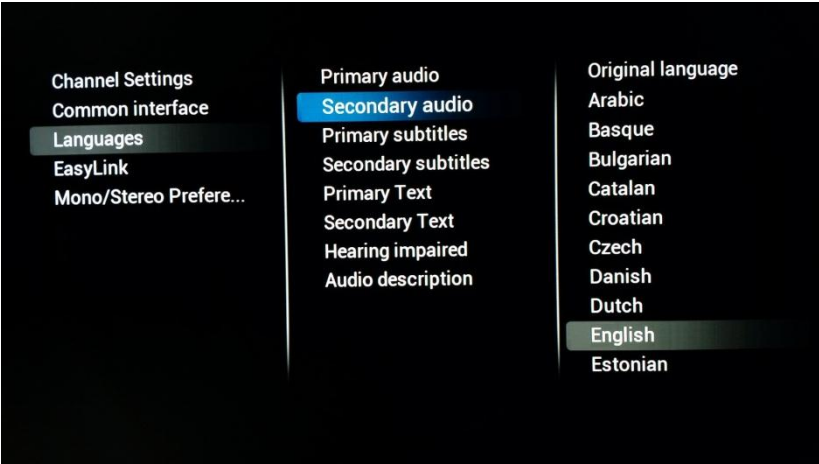 Channel Settings
Common interface
Languages
EasyLink
Mono/Stereo Prefere...
Primary audio
Secondary audio
Primary subtitles
Secondary subtitles
Primary Text
Secondary Text
Hearing impaired
Audio description
Original language
Arabic
Basque
Bulgarian
Catalan
Croatian
Czech
Danish
Dutch
English
Estonian